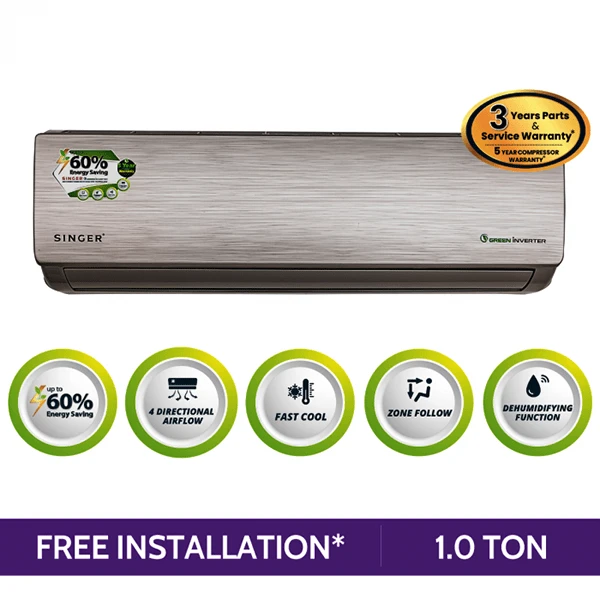 3 Years Parts
&
Service Warranty*
5 YEAR COMPRESSOR
WARRANTY*
60%
Energy Saving
SINGER
SINGER
GREEN INVERTER
up to
60%
Energy Saving
4 DIRECTIONAL
AIRFLOW
FAST COOL
ZONE FOLLOW
DEHUMIDIFYING
FUNCTION
FREE INSTALLATION*
1.0 TON